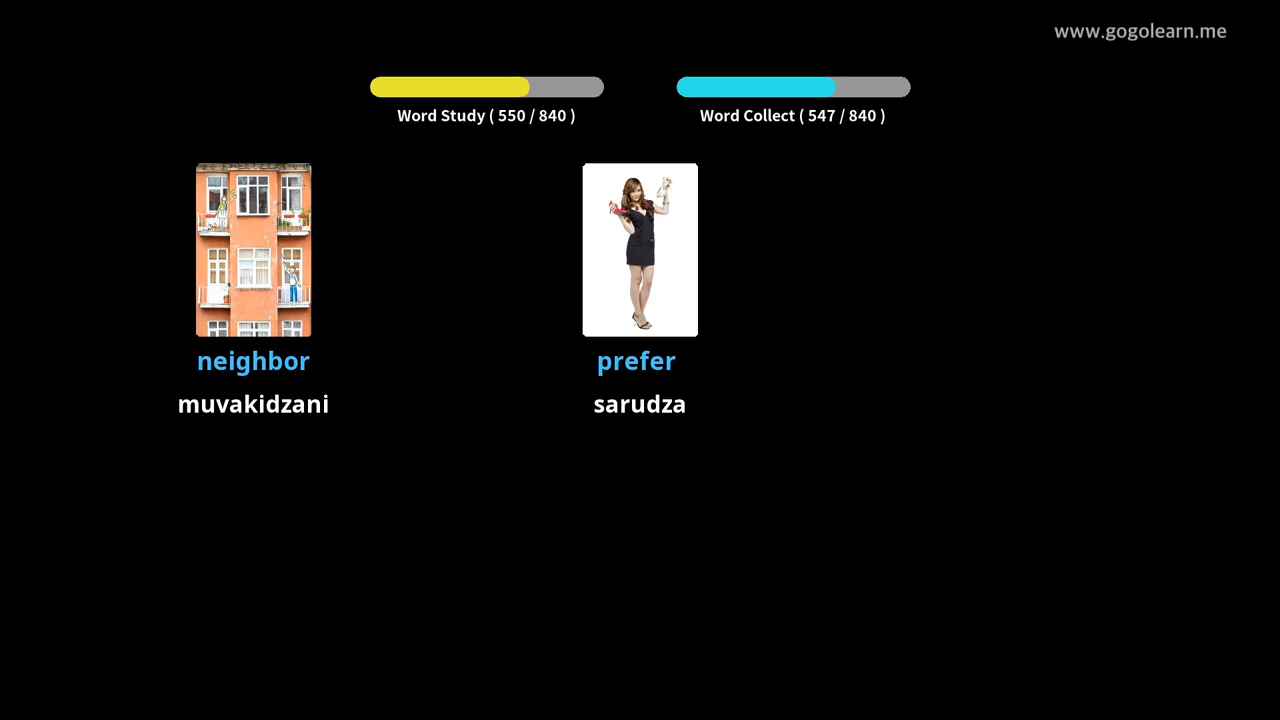 www.gogolearn.me
Word Study ( 550 / 840 )
Word Collect ( 547 / 840 )
neighbor
prefer
muvakidzani
sarudza